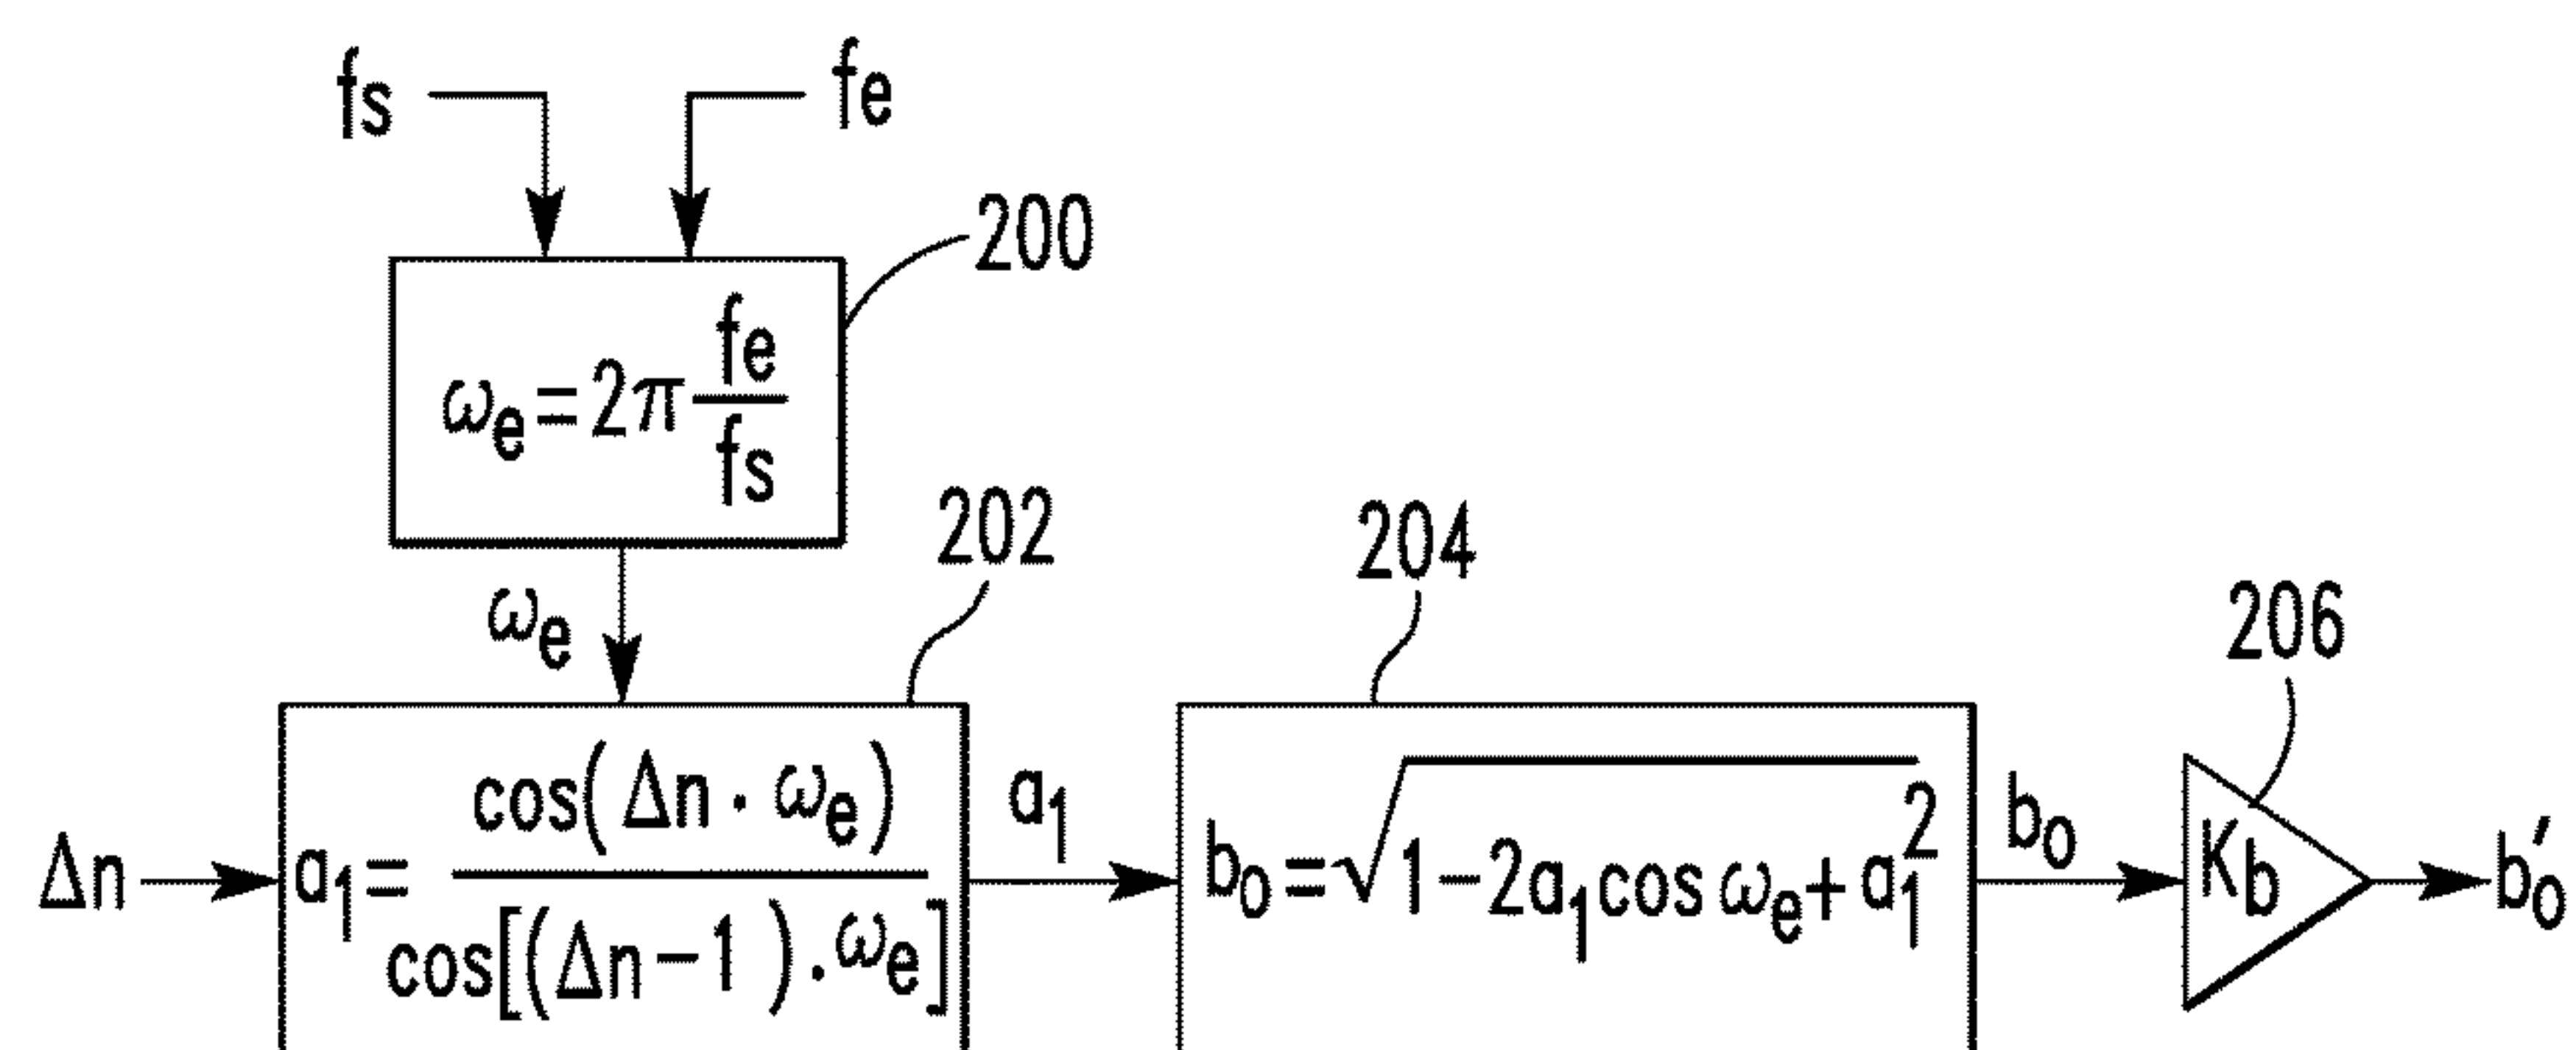 fs
fe
200
ωe = 2π fe/fs
ωe
202
204
206
Δn
a1 = cos(Δn · ωe) / cos[(Δn−1) · ωe]
a1
b0 = √1−2a1cos ωe + a1²
b0
Kb
b0′